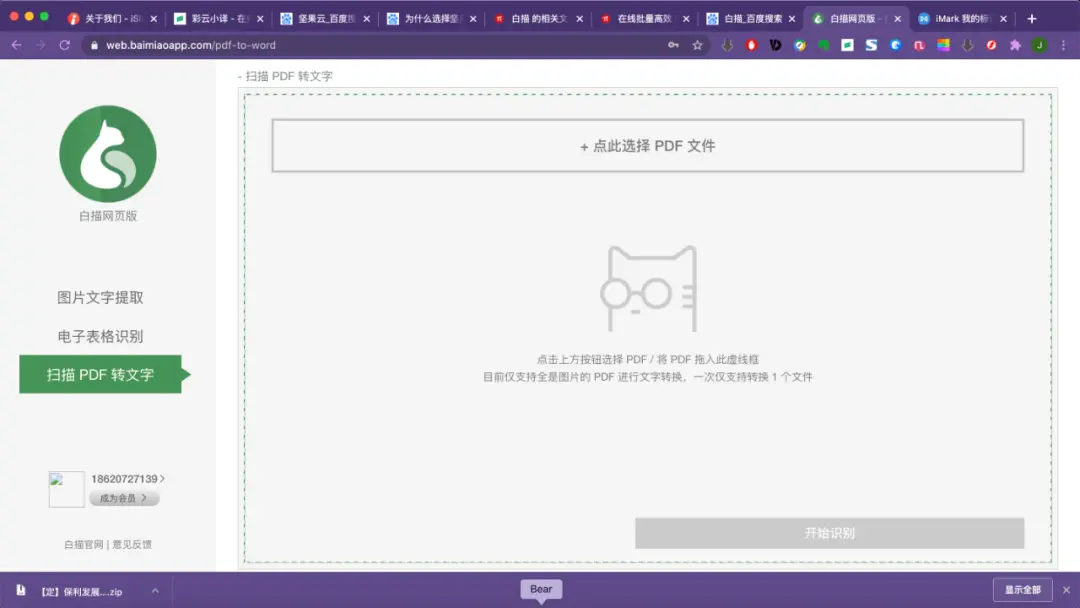 关于我们 - iSl
彩云小译 - 在线
坚果云_百度搜
为什么选择坚果
白描 的相关文
在线批量高效
白描_百度搜索
白描网页版 -
iMark 我的标记
web.baimiaoapp.com/pdf-to-word
- 扫描 PDF 转文字
+ 点此选择 PDF 文件
白描网页版
图片文字提取
电子表格识别
扫描 PDF 转文字
点击上方按钮选择 PDF / 将 PDF 拖入此虚线框
目前仅支持全是图片的 PDF 进行文字转换，一次仅支持转换 1 个文件
18620727139 >
成为会员 >
开始识别
白描官网 | 意见反馈
【定】保利发展....zip
Bear
显示全部